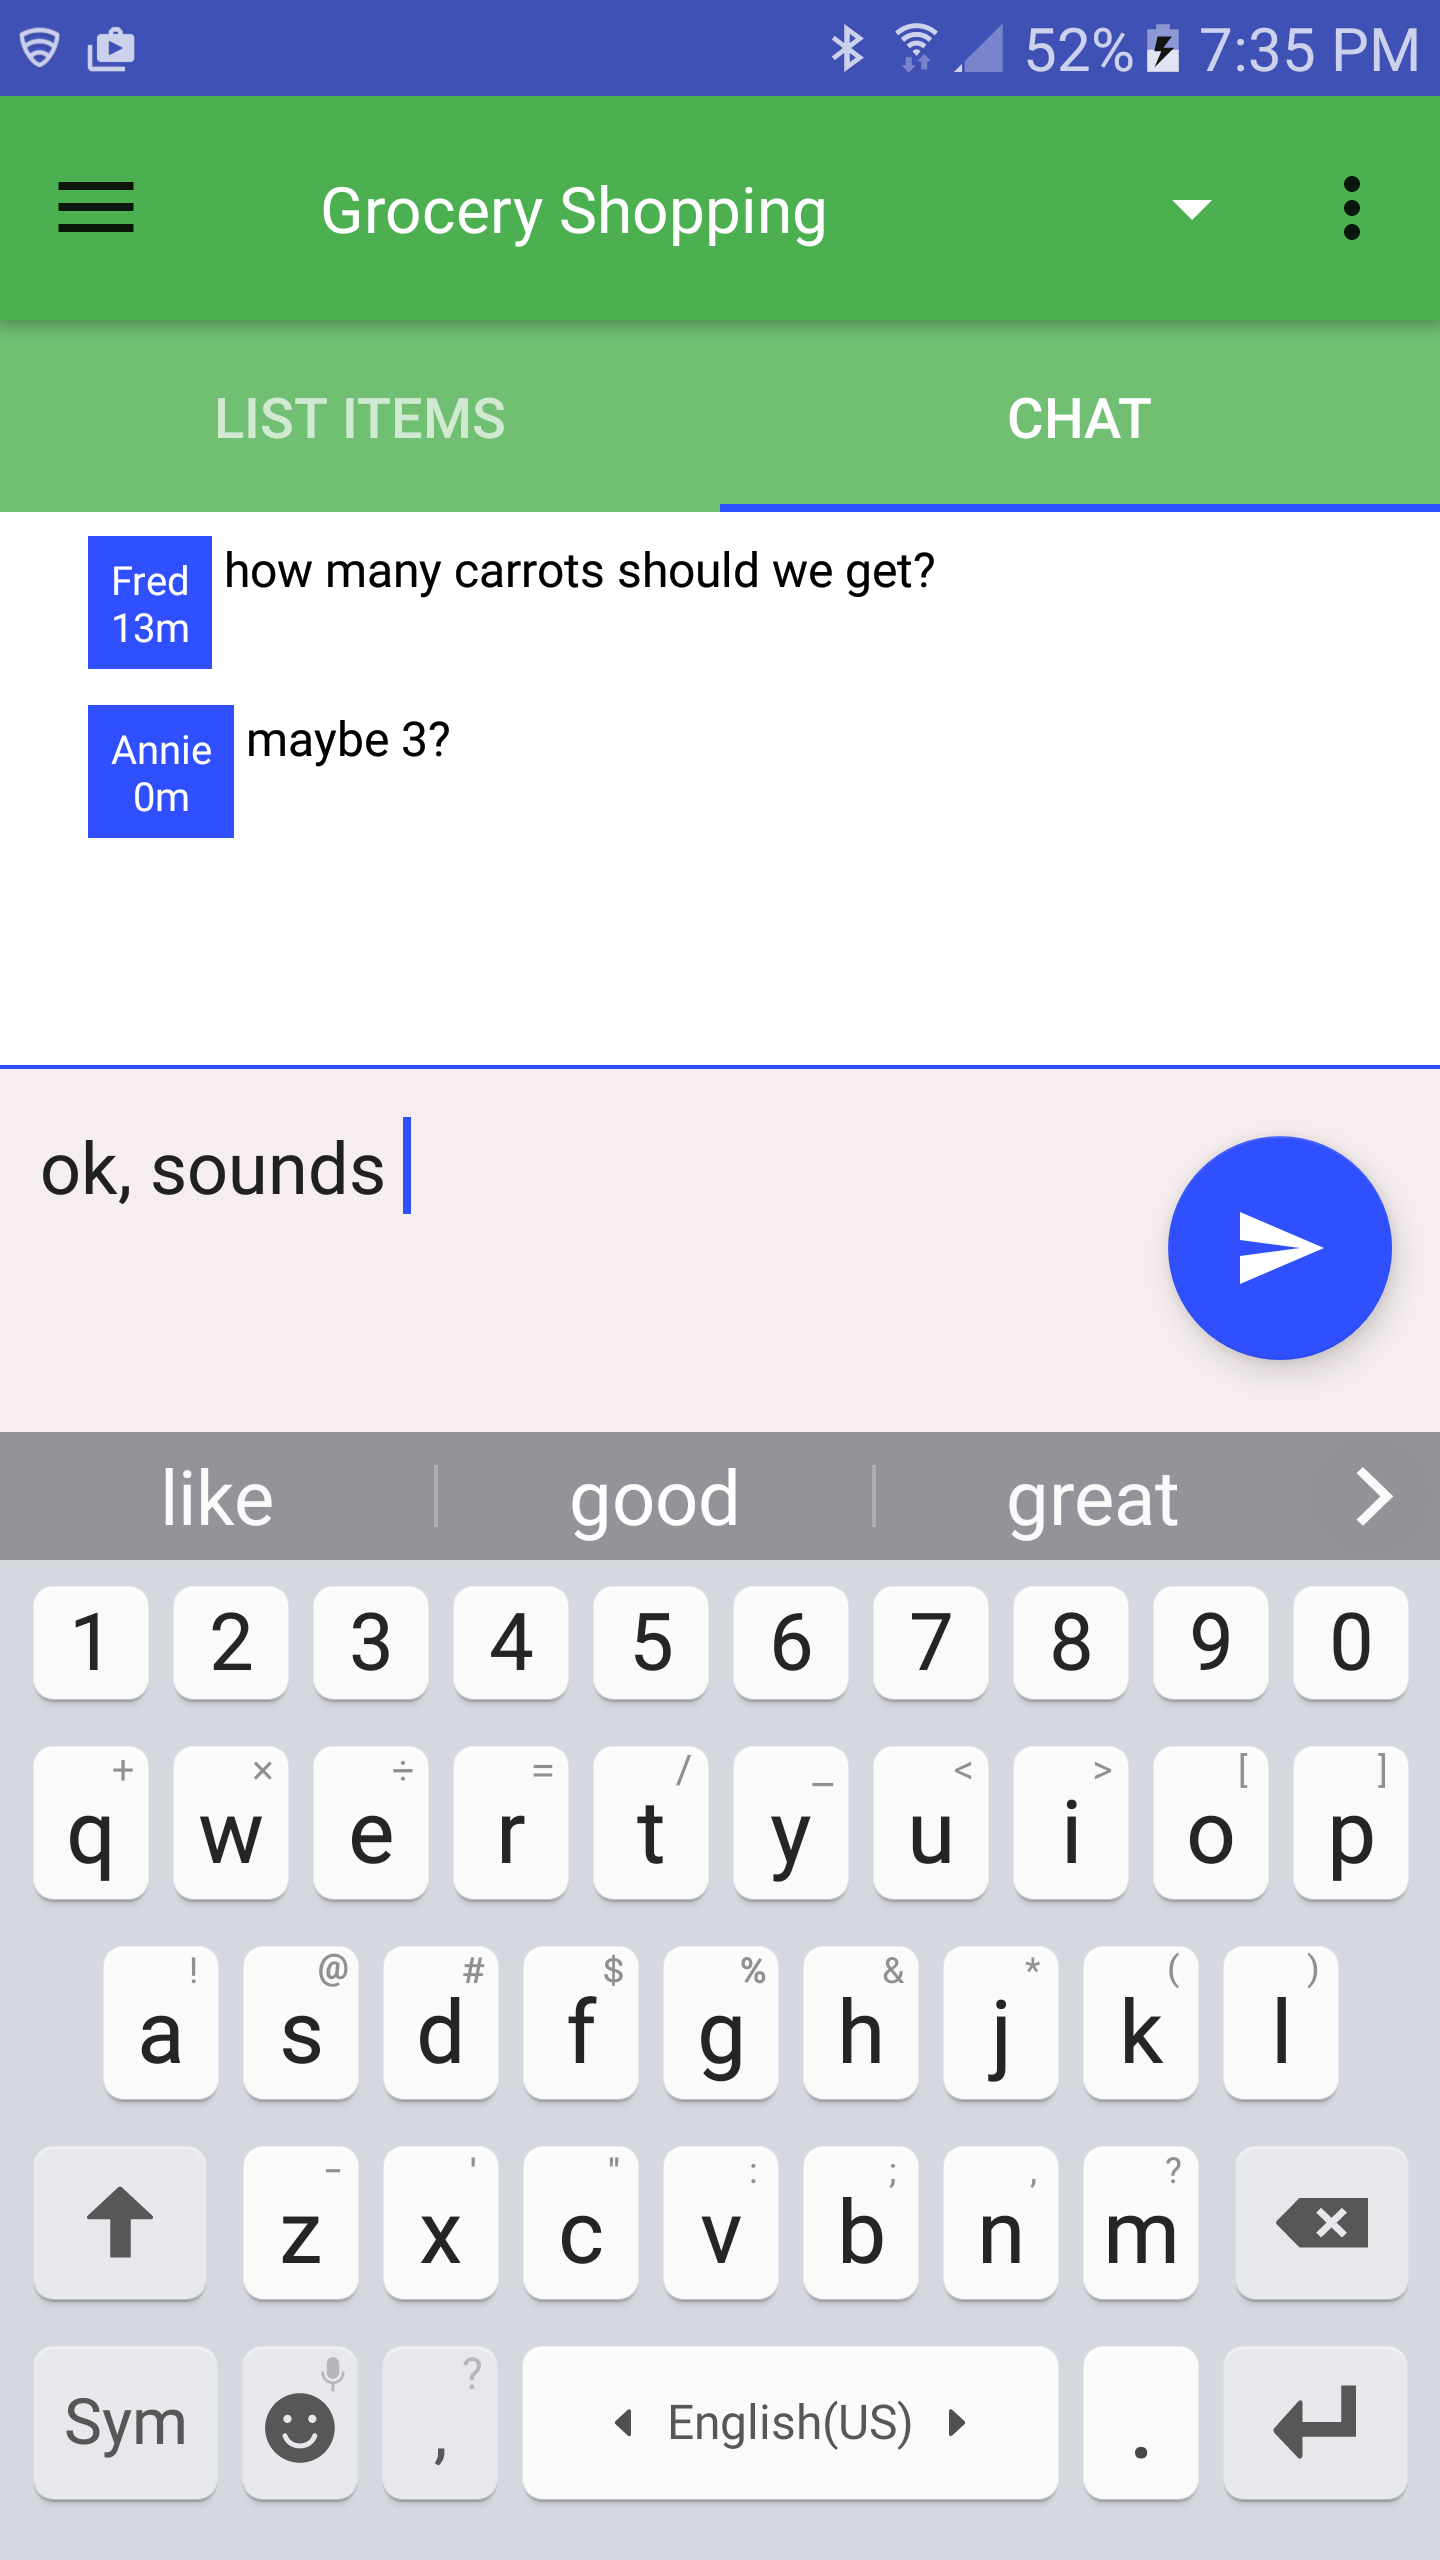 52% 7:35 PM
Grocery Shopping
LIST ITEMS CHAT
Fred how many carrots should we get?
13m
Annie maybe 3?
0m
ok, sounds
like good great
1 2 3 4 5 6 7 8 9 0
+ × ÷ = / _ < > [ ]
q w e r t y u i o p
! @ # $ % & * ( )
a s d f g h j k l
- ' " : ; , ?
z x c v b n m
?
Sym , English(US) .